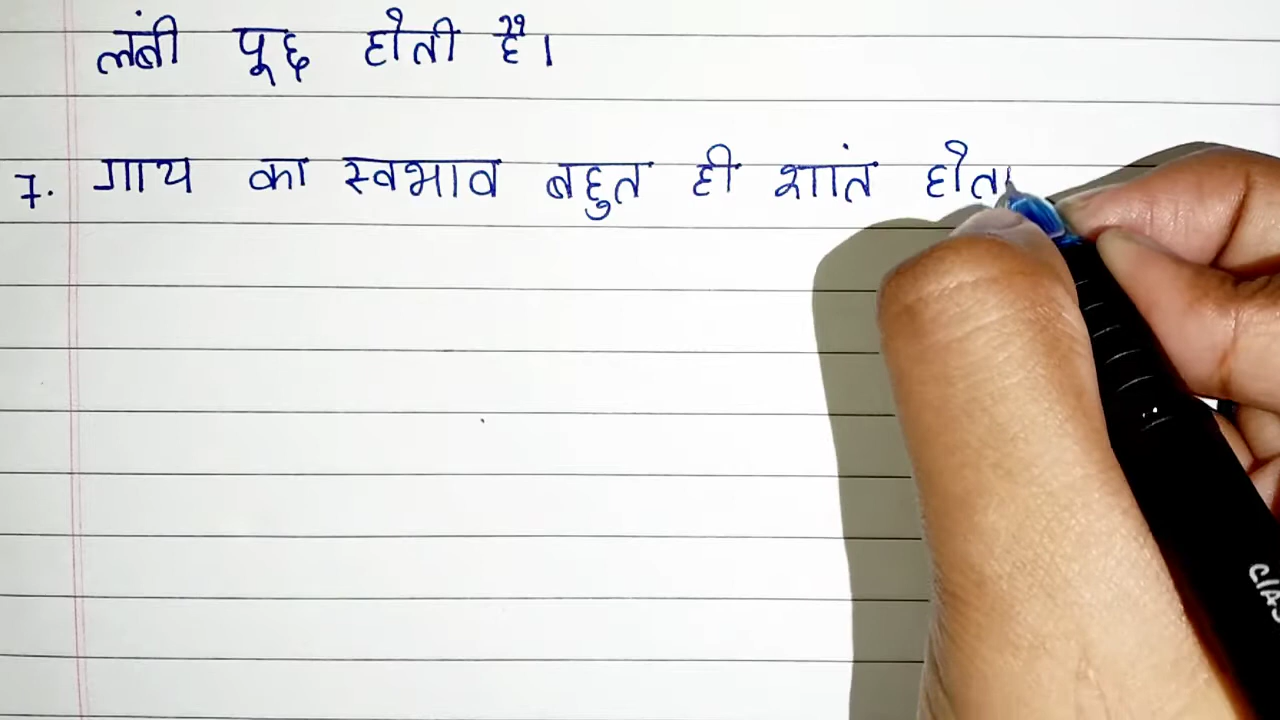 लंबी पूछ होती है।
7. गाय का स्वभाव बहुत ही शांत होता